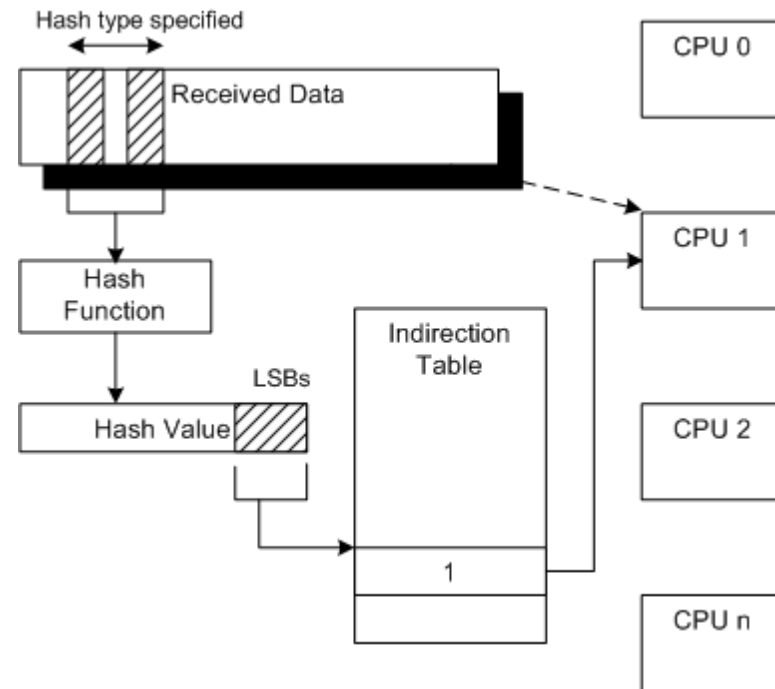 Hash type specified
Received Data
CPU 0
CPU 1
Hash
Function
Indirection
Table
LSBs
Hash Value
CPU 2
1
CPU n